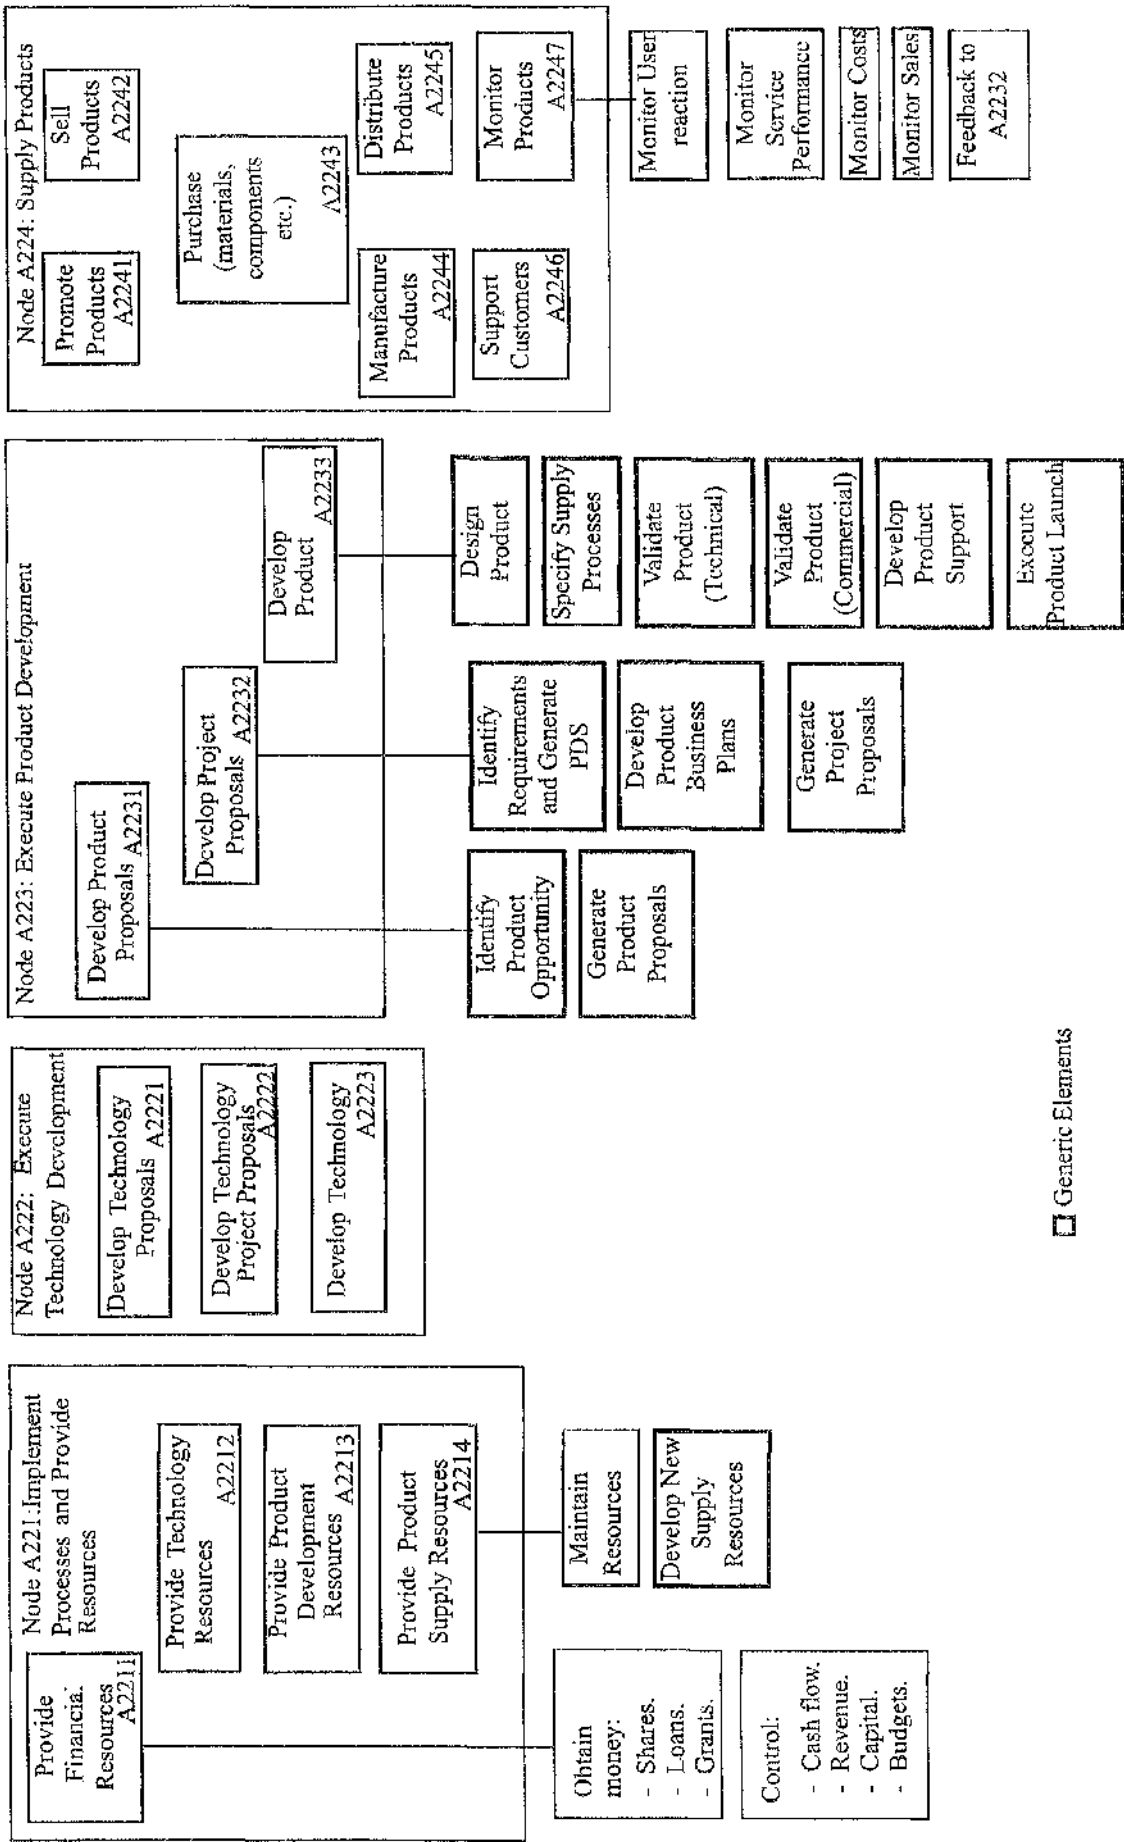 Node A221:Implement
Processes and Provide
Resources
Provide
Financial.
Resources
A2211
Provide Technology
Resources
A2212
Provide Product
Development
Resources A2213
Provide Product
Supply Resources
A2214
Obtain
money:
- Shares.
- Loans.
- Grants.
Control:
- Cash flow.
- Revenue.
- Capital.
- Budgets.
Maintain
Resources
Develop New
Supply
Resources
Node A222: Execute
Technology Development
Develop Technology
Proposals A2221
Develop Technology
Project Proposals
A2222
Develop Technology
A2223
Node A223: Execute Product Development
Develop Product
Proposals A2231
Develop Project
Proposals A2232
Develop
Product
A2233
Identify
Product
Opportunity
Generate
Product
Proposals
Identify
Requirements
and Generate
PDS
Develop
Product
Business
Plans
Generate
Project
Proposals
Design
Product
Specify Supply
Processes
Validate
Product
(Technical)
Validate
Product
(Commercial)
Develop
Product
Support
Execute
Product Launch
Node A224: Supply Products
Promote
Products
A2241
Sell
Products
A2242
Purchase
(materials,
components
etc.)
A2243
Manufacture
Products
A2244
Distribute
Products
A2245
Support
Customers
A2246
Monitor
Products
A2247
Monitor User
reaction
Monitor
Service
Performance
Monitor Costs
Monitor Sales
Feedback to
A2232
Generic Elements